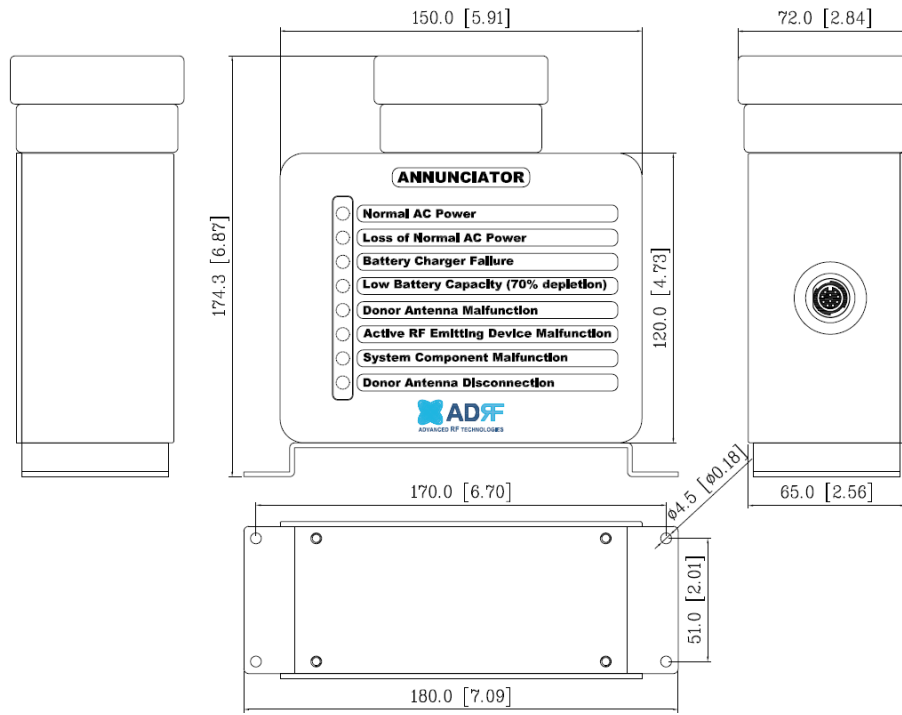 150.0 [5.91]
72.0 [2.84]
174.3 [6.87]
ANNUNCIATOR
Normal AC Power
Loss of Normal AC Power
Battery Charger Failure
Low Battery Capacity (70% depletion)
Donor Antenna Malfunction
Active RF Emitting Device Malfunction
System Component Malfunction
Donor Antenna Disconnection
ADRF
ADVANCED RF TECHNOLOGIES
120.0 [4.73]
170.0 [6.70]
ø4.5 [ø0.18]
65.0 [2.56]
51.0 [2.01]
180.0 [7.09]